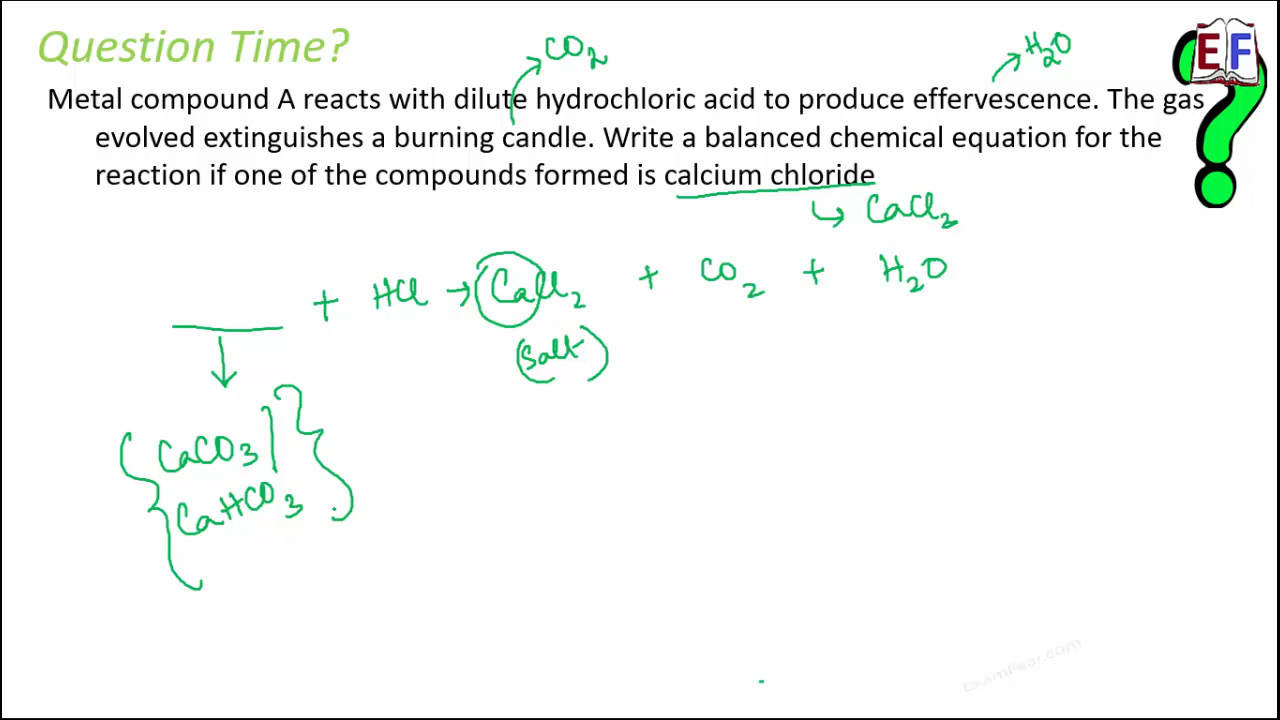 Question Time?
CO2
H2O
EF
Metal compound A reacts with dilute hydrochloric acid to produce effervescence. The gas
evolved extinguishes a burning candle. Write a balanced chemical equation for the
reaction if one of the compounds formed is calcium chloride
↳ CaCl2
+ HCl → CaCl2 + CO2 + H2O
(Salt)
CaCO3
CaHCO3
ExamFear.com